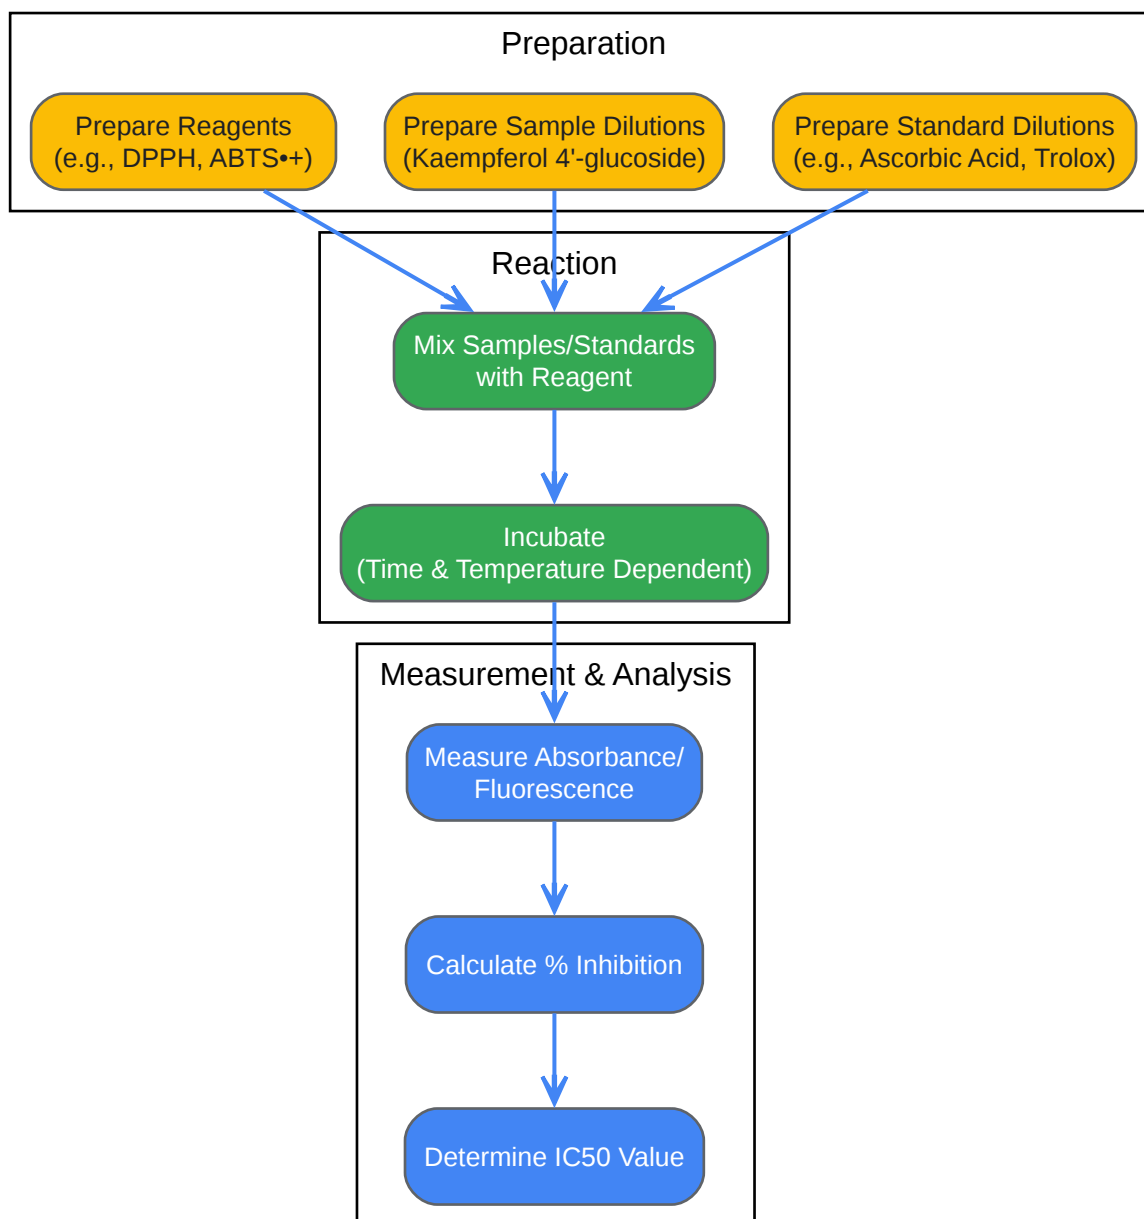 Preparation
Prepare Reagents
(e.g., DPPH, ABTS•+)
Prepare Sample Dilutions
(Kaempferol 4'-glucoside)
Prepare Standard Dilutions
(e.g., Ascorbic Acid, Trolox)
Reaction
Mix Samples/Standards
with Reagent
Incubate
(Time & Temperature Dependent)
Measurement & Analysis
Measure Absorbance/
Fluorescence
Calculate % Inhibition
Determine IC50 Value